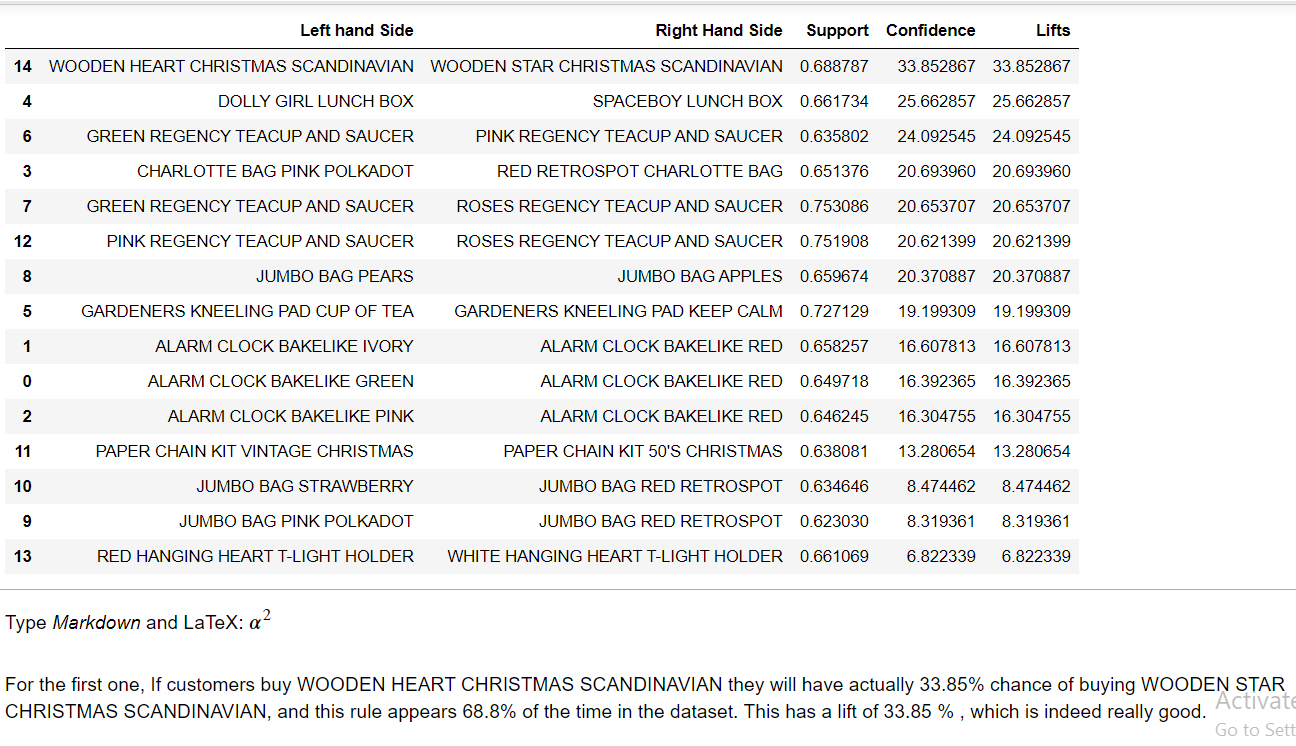 Left hand Side Right Hand Side Support Confidence Lifts
14 WOODEN HEART CHRISTMAS SCANDINAVIAN WOODEN STAR CHRISTMAS SCANDINAVIAN 0.688787 33.852867 33.852867
4 DOLLY GIRL LUNCH BOX SPACEBOY LUNCH BOX 0.661734 25.662857 25.662857
6 GREEN REGENCY TEACUP AND SAUCER PINK REGENCY TEACUP AND SAUCER 0.635802 24.092545 24.092545
3 CHARLOTTE BAG PINK POLKADOT RED RETROSPOT CHARLOTTE BAG 0.651376 20.693960 20.693960
7 GREEN REGENCY TEACUP AND SAUCER ROSES REGENCY TEACUP AND SAUCER 0.753086 20.653707 20.653707
12 PINK REGENCY TEACUP AND SAUCER ROSES REGENCY TEACUP AND SAUCER 0.751908 20.621399 20.621399
8 JUMBO BAG PEARS JUMBO BAG APPLES 0.659674 20.370887 20.370887
5 GARDENERS KNEELING PAD CUP OF TEA GARDENERS KNEELING PAD KEEP CALM 0.727129 19.199309 19.199309
1 ALARM CLOCK BAKELIKE IVORY ALARM CLOCK BAKELIKE RED 0.658257 16.607813 16.607813
0 ALARM CLOCK BAKELIKE GREEN ALARM CLOCK BAKELIKE RED 0.649718 16.392365 16.392365
2 ALARM CLOCK BAKELIKE PINK ALARM CLOCK BAKELIKE RED 0.646245 16.304755 16.304755
11 PAPER CHAIN KIT VINTAGE CHRISTMAS PAPER CHAIN KIT 50'S CHRISTMAS 0.638081 13.280654 13.280654
10 JUMBO BAG STRAWBERRY JUMBO BAG RED RETROSPOT 0.634646 8.474462 8.474462
9 JUMBO BAG PINK POLKADOT JUMBO BAG RED RETROSPOT 0.623030 8.319361 8.319361
13 RED HANGING HEART T-LIGHT HOLDER WHITE HANGING HEART T-LIGHT HOLDER 0.661069 6.822339 6.822339
Type Markdown and LaTeX: α²
For the first one, If customers buy WOODEN HEART CHRISTMAS SCANDINAVIAN they will have actually 33.85% chance of buying WOODEN STAR
CHRISTMAS SCANDINAVIAN, and this rule appears 68.8% of the time in the dataset. This has a lift of 33.85 % , which is indeed really good.
Activate
Go to Sett